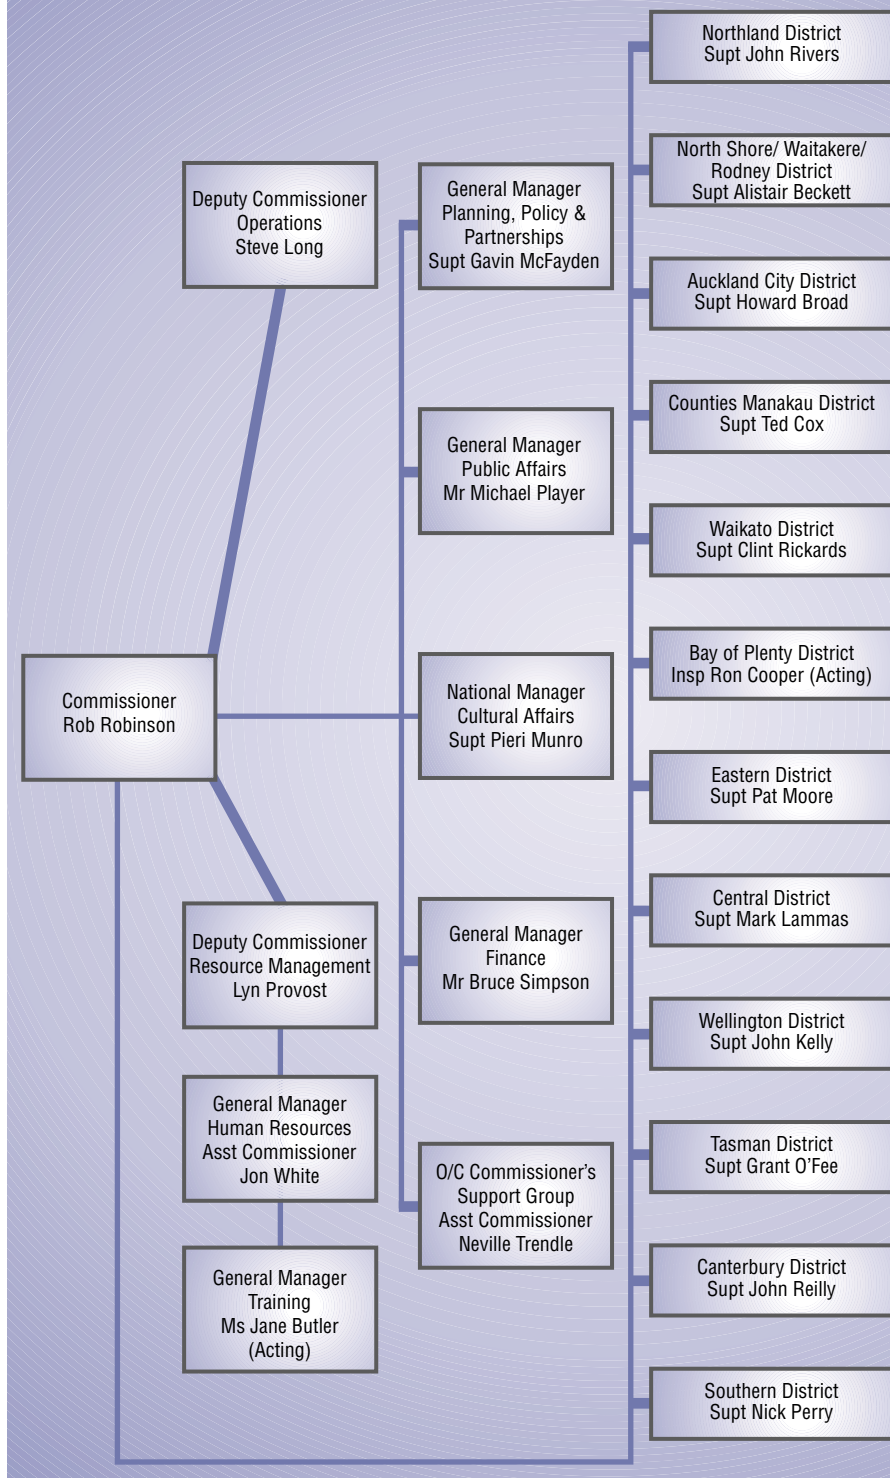 Commissioner
Rob Robinson
Deputy Commissioner
Operations
Steve Long
Deputy Commissioner
Resource Management
Lyn Provost
General Manager
Human Resources
Asst Commissioner
Jon White
General Manager
Training
Ms Jane Butler
(Acting)
General Manager
Planning, Policy &
Partnerships
Supt Gavin McFayden
General Manager
Public Affairs
Mr Michael Player
National Manager
Cultural Affairs
Supt Pieri Munro
General Manager
Finance
Mr Bruce Simpson
O/C Commissioner’s
Support Group
Asst Commissioner
Neville Trendle
Northland District
Supt John Rivers
North Shore/ Waitakere/
Rodney District
Supt Alistair Beckett
Auckland City District
Supt Howard Broad
Counties Manakau District
Supt Ted Cox
Waikato District
Supt Clint Rickards
Bay of Plenty District
Insp Ron Cooper (Acting)
Eastern District
Supt Pat Moore
Central District
Supt Mark Lammas
Wellington District
Supt John Kelly
Tasman District
Supt Grant O’Fee
Canterbury District
Supt John Reilly
Southern District
Supt Nick Perry